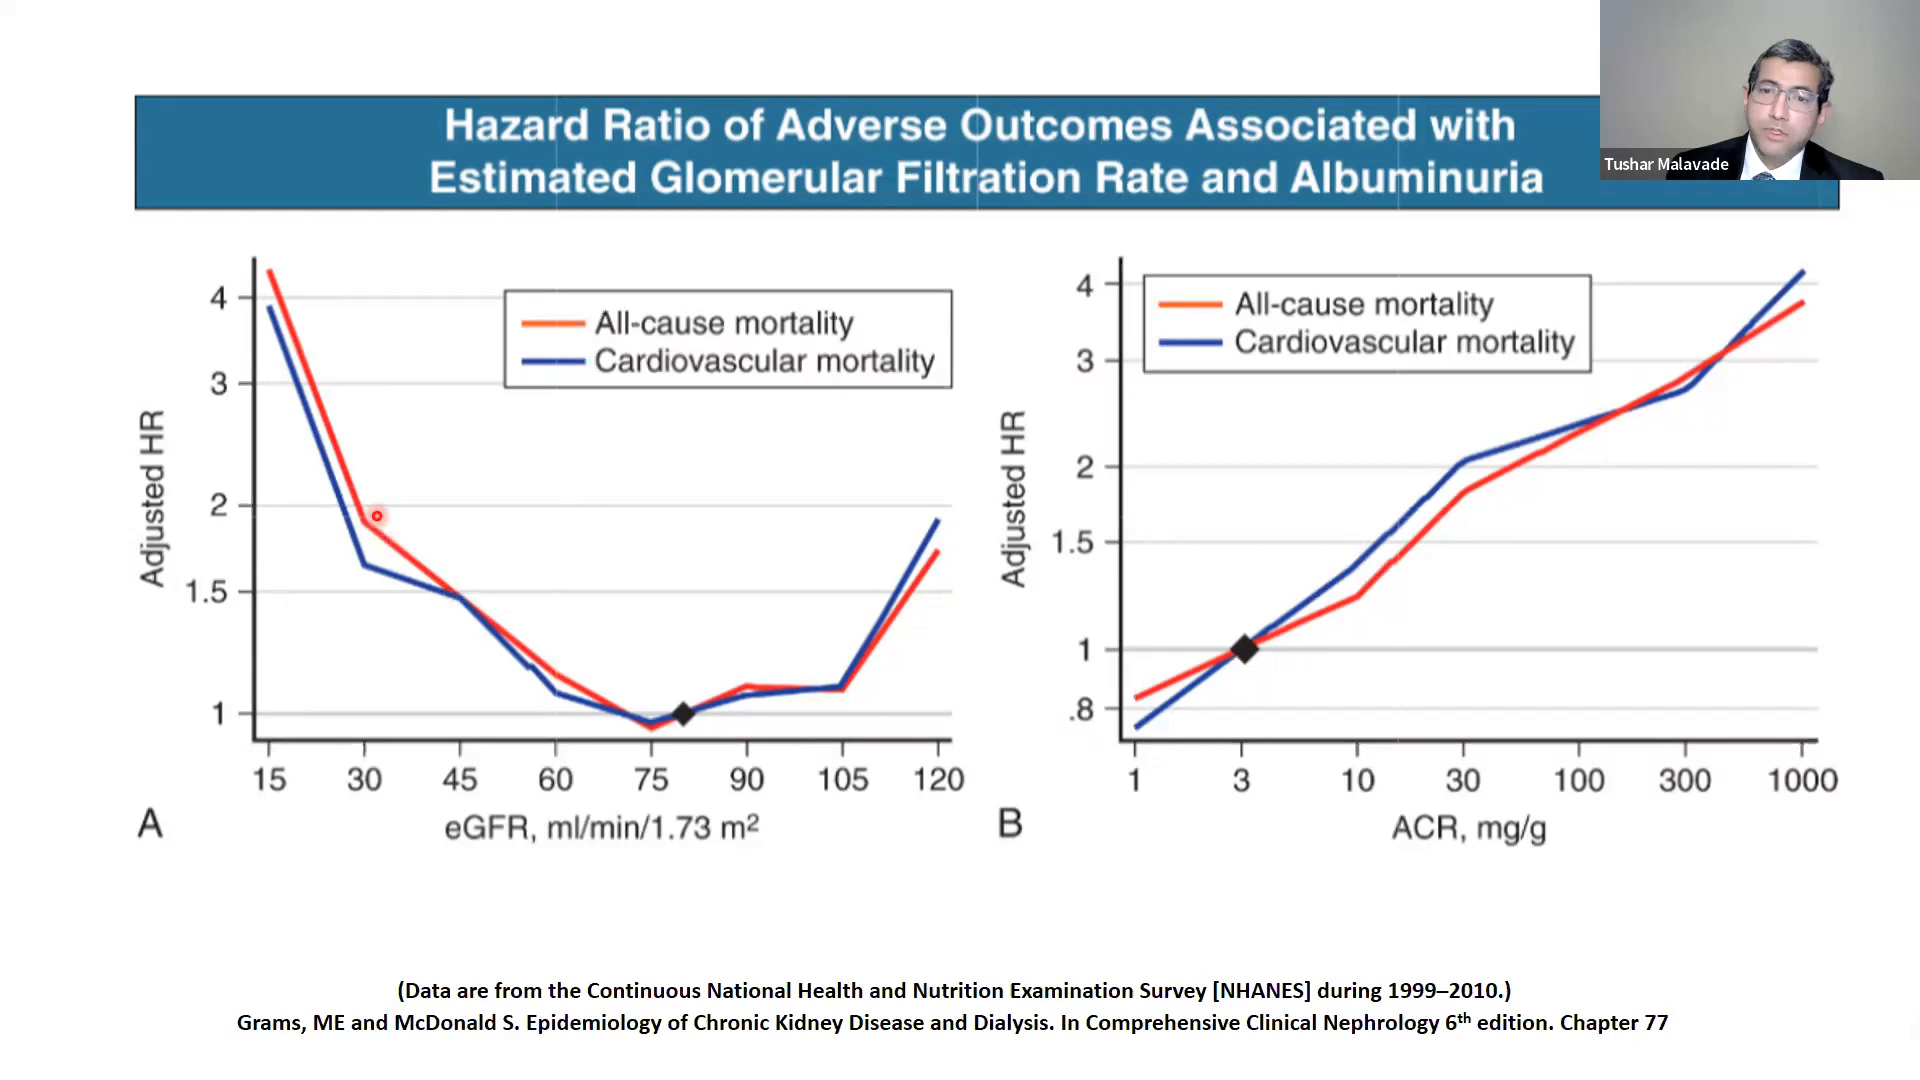 Hazard Ratio of Adverse Outcomes Associated with
Estimated Glomerular Filtration Rate and Albuminuria
Tushar Malavade
Adjusted HR
4
3
2
1.5
1
All-cause mortality
Cardiovascular mortality
15 30 45 60 75 90 105 120
A
eGFR, ml/min/1.73 m²
Adjusted HR
4
3
2
1.5
1
.8
All-cause mortality
Cardiovascular mortality
1 3 10 30 100 300 1000
B
ACR, mg/g
(Data are from the Continuous National Health and Nutrition Examination Survey [NHANES] during 1999–2010.)
Grams, ME and McDonald S. Epidemiology of Chronic Kidney Disease and Dialysis. In Comprehensive Clinical Nephrology 6th edition. Chapter 77